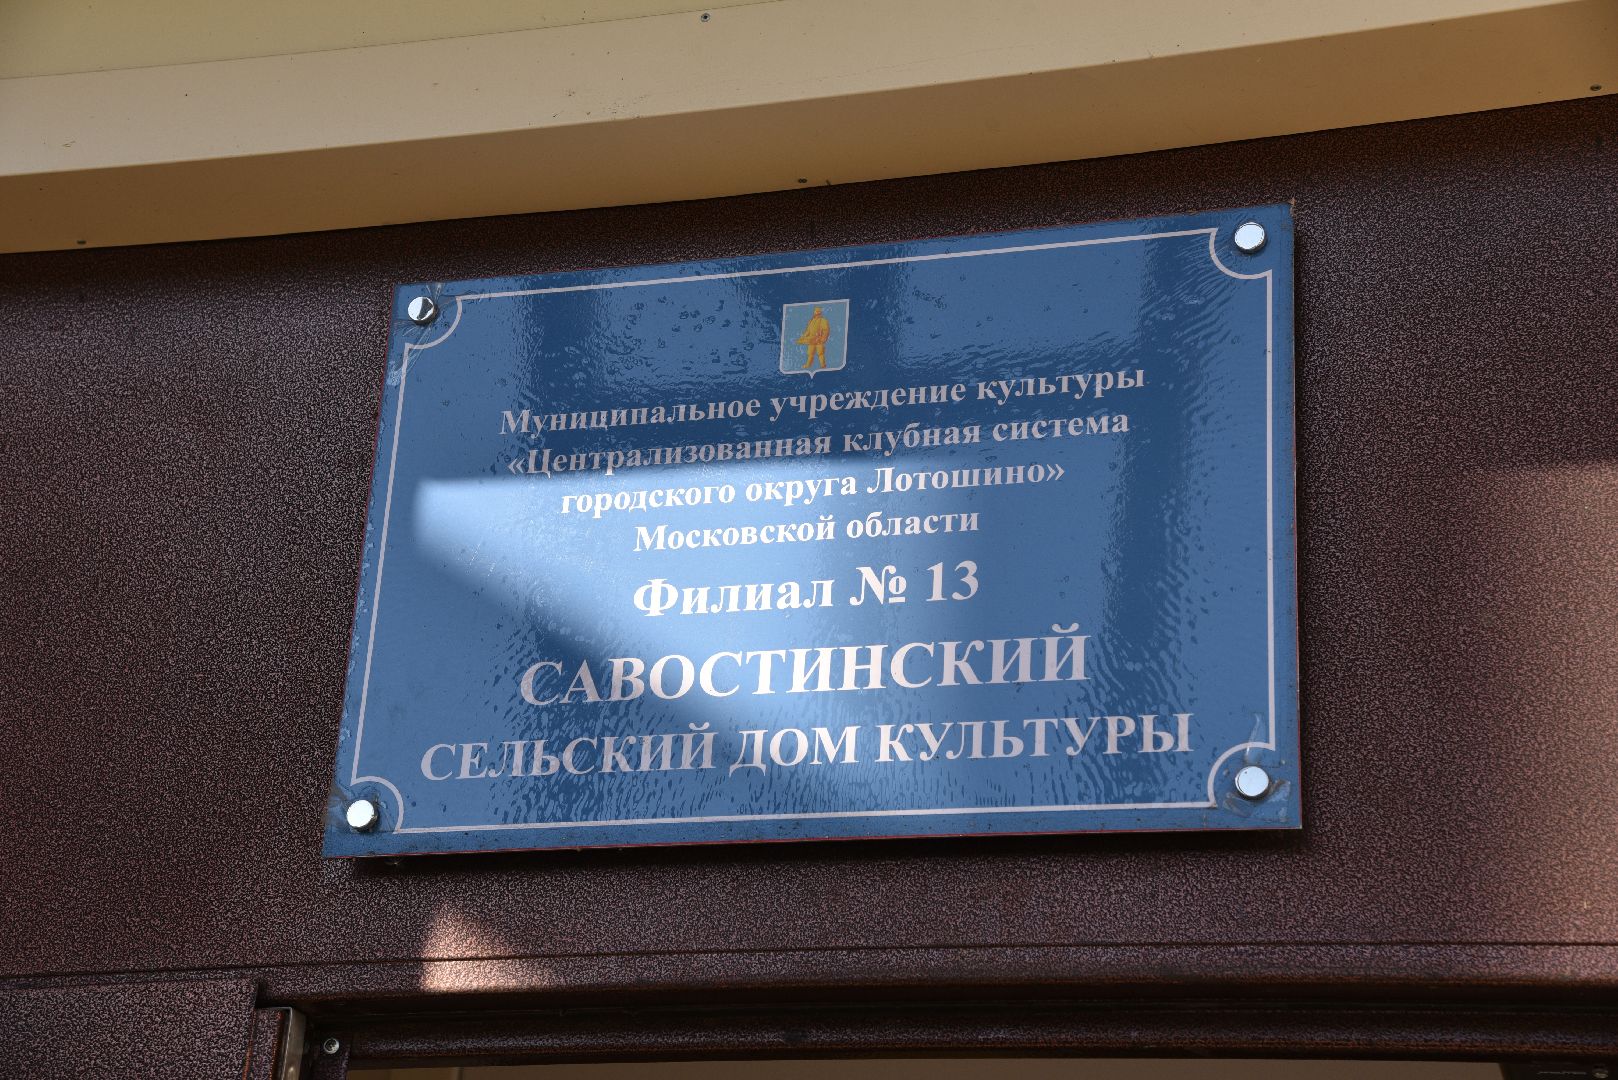 Муниципальное учреждение культуры
«Централизованная клубная система
городского округа Лотошино»
Московской области
Филиал № 13
САВОСТИНСКИЙ
СЕЛЬСКИЙ ДОМ КУЛЬТУРЫ